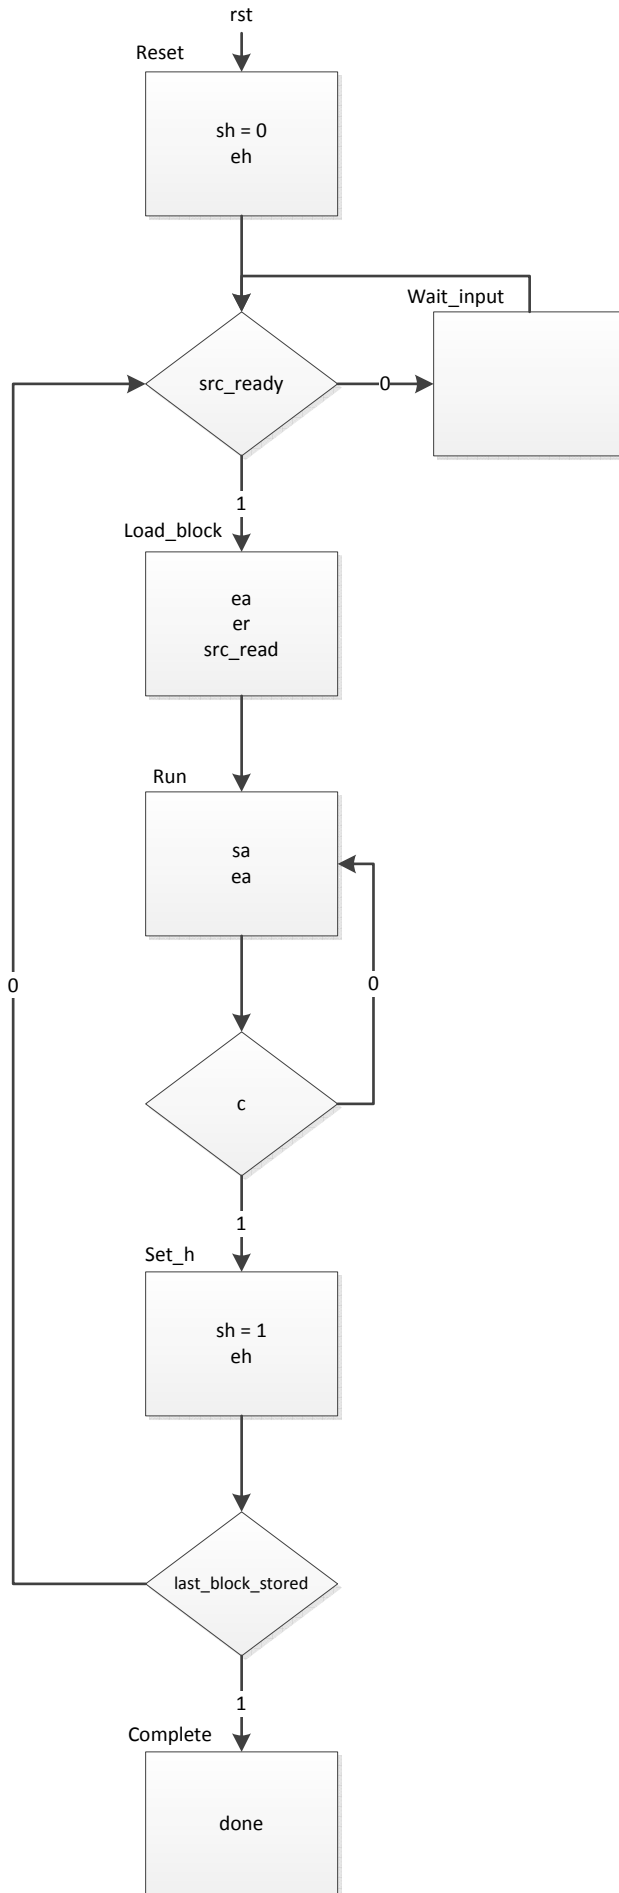 rst
Reset
sh = 0
eh
Wait_input
src_ready
0
1
Load_block
ea
er
src_read
Run
sa
ea
0
0
c
1
Set_h
sh = 1
eh
last_block_stored
1
Complete
done